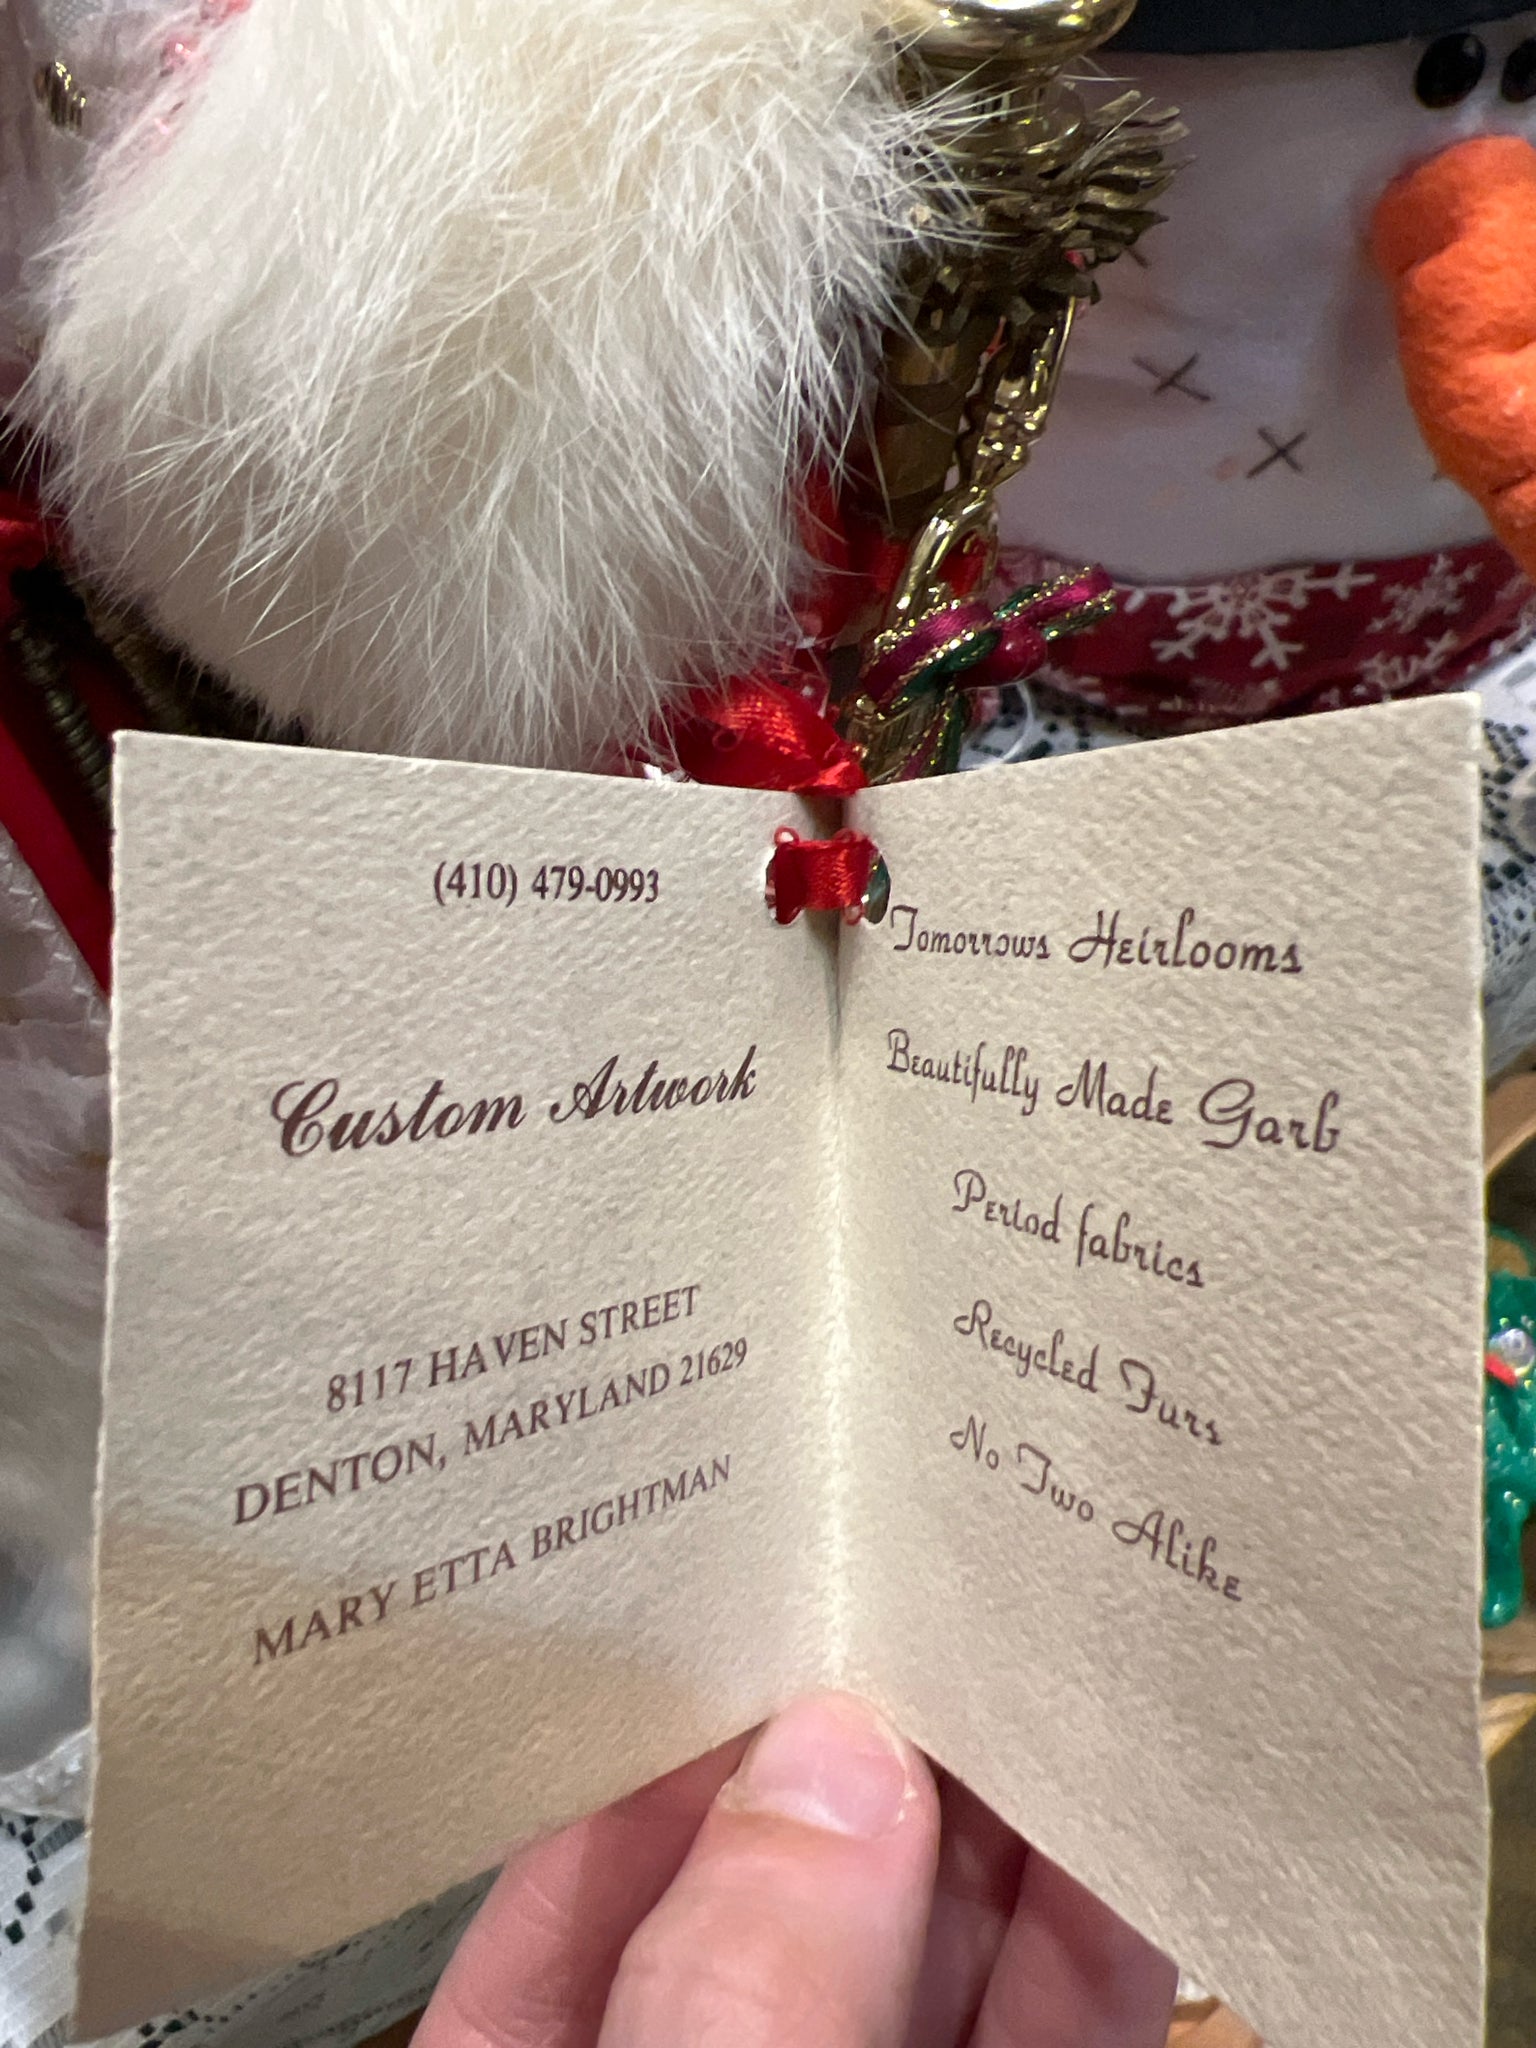 (410) 479-0993
Custom Artwork
8117 HAVEN STREET
DENTON, MARYLAND 21629
MARY ETTA BRIGHTMAN
Tomorrows Heirlooms
Beautifully Made Garb
Period fabrics
Recycled Furs
No Two Alike